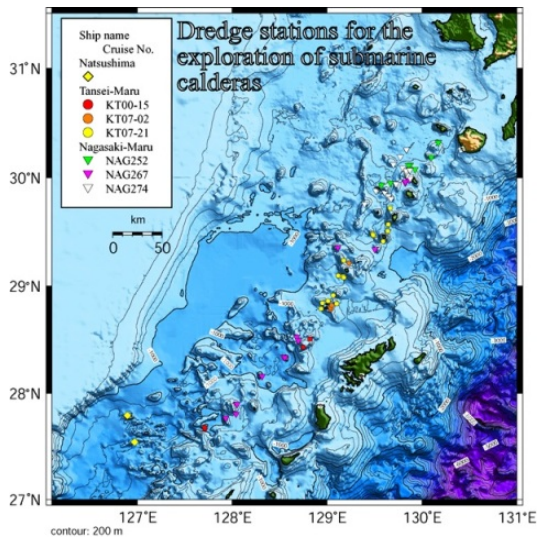 Dredge stations for the
exploration of submarine
calderas
Ship name
Cruise No.
Natsushima
Tansei-Maru
KT00-15
KT07-02
KT07-21
Nagasaki-Maru
NAG252
NAG267
NAG274
km
0 50
31°N
30°N
29°N
28°N
27°N
127°E 128°E 129°E 130°E 131°E
contour: 200 m